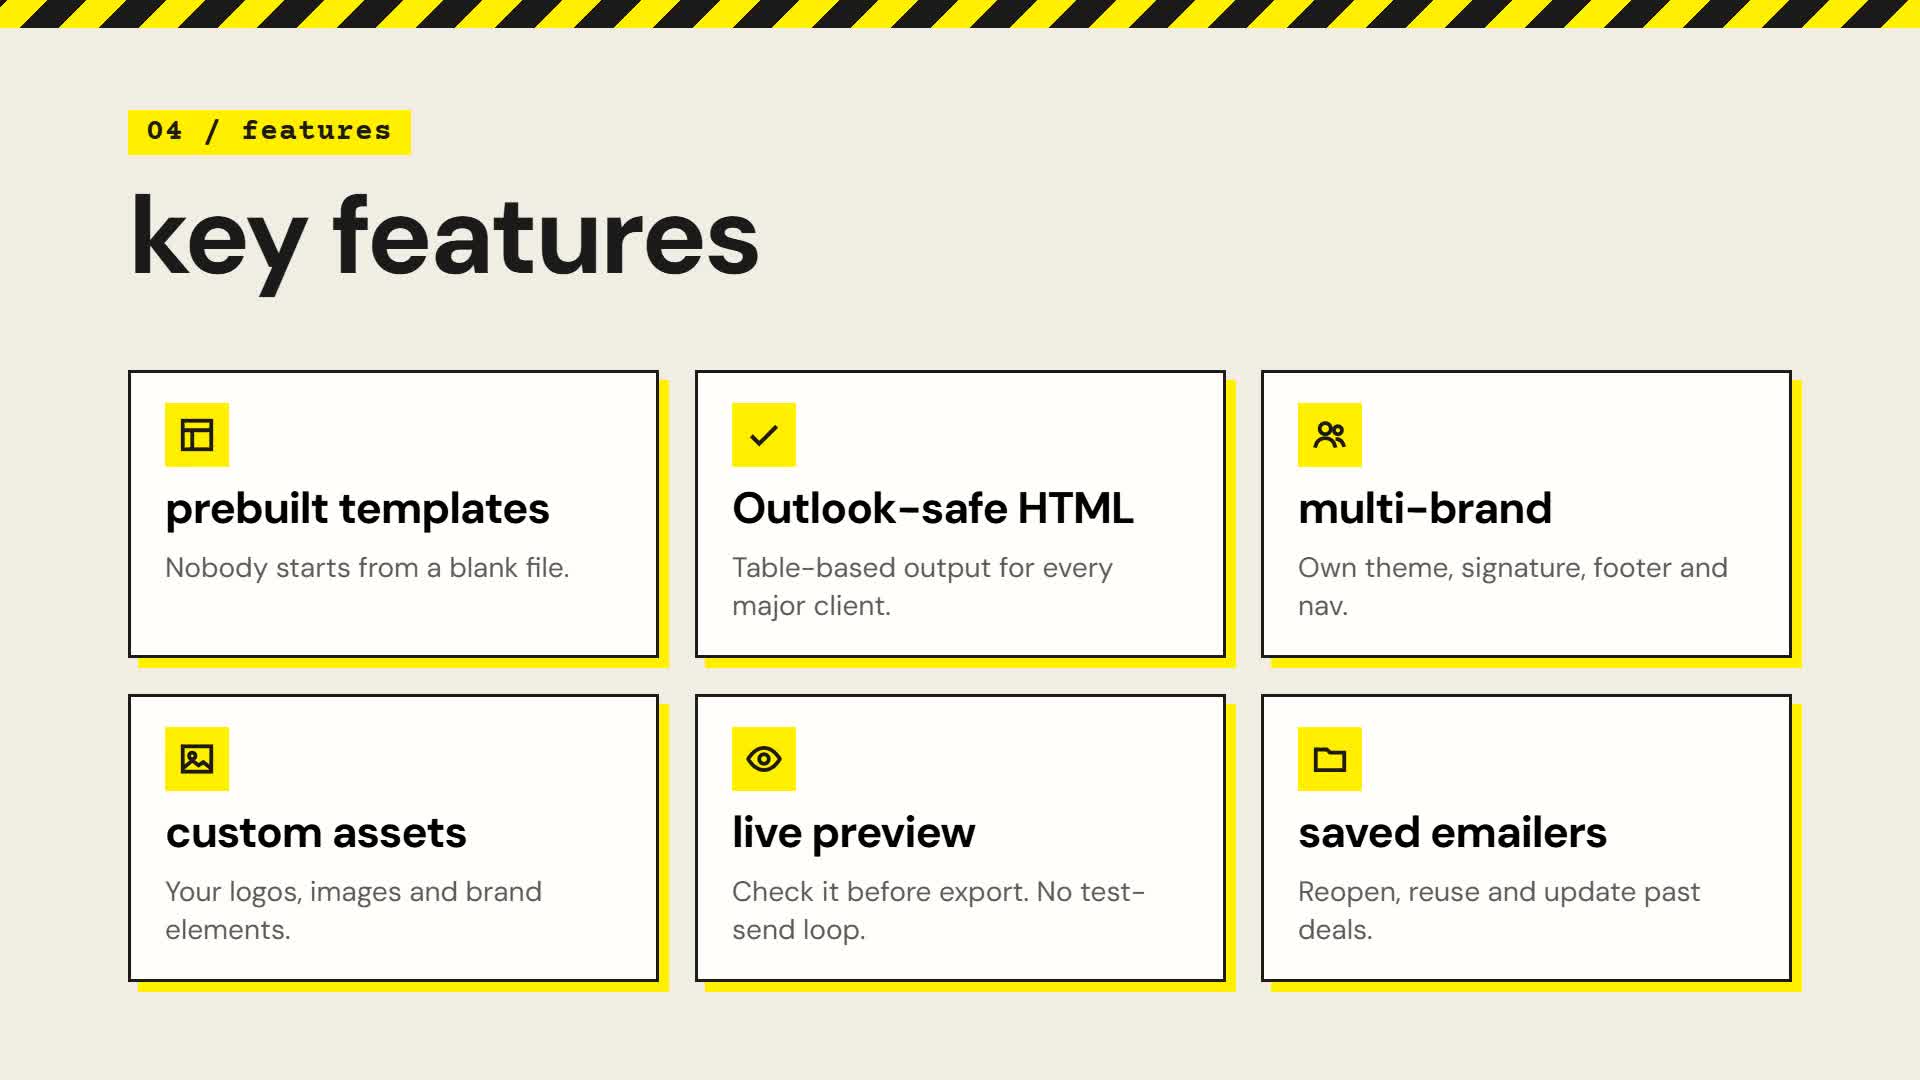 04 / features
key features
prebuilt templates
Nobody starts from a blank file.
Outlook-safe HTML
Table-based output for every
major client.
multi-brand
Own theme, signature, footer and
nav.
custom assets
Your logos, images and brand
elements.
live preview
Check it before export. No test-
send loop.
saved emailers
Reopen, reuse and update past
deals.